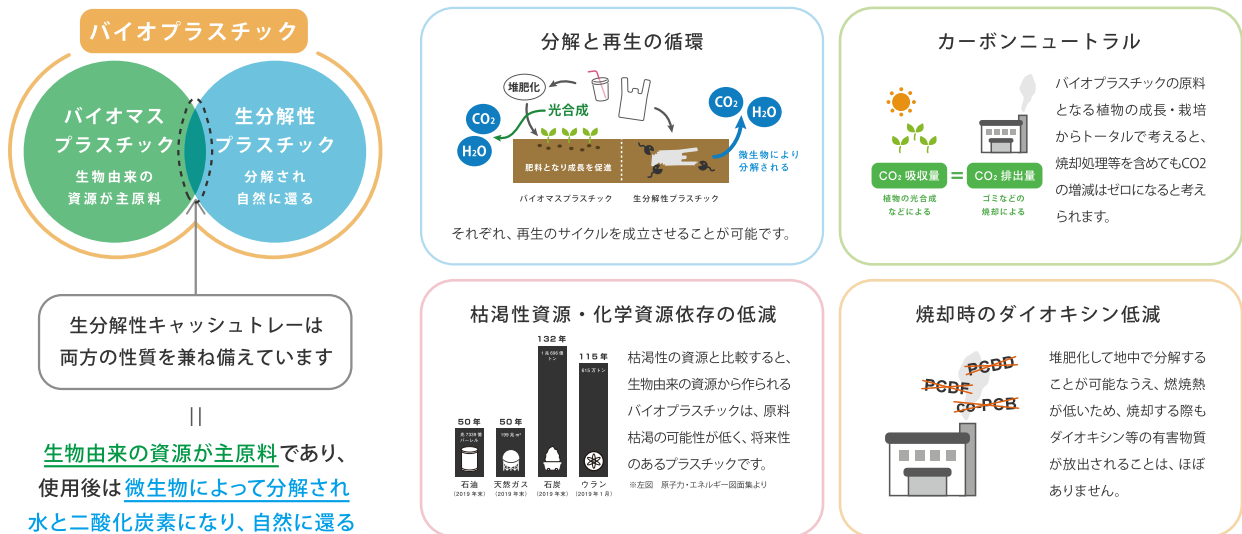 バイオプラスチック
バイオマス
プラスチック
生物由来の
資源が主原料
生分解性
プラスチック
分解され
自然に還る
生分解性キャッシュトレーは
両方の性質を兼ね備えています
生物由来の資源が主原料であり、
使用後は微生物によって分解され
水と二酸化炭素になり、自然に還る
分解と再生の循環
堆肥化
CO2
H2O
光合成
CO2
H2O
肥料となり成長を促進
微生物により
分解される
バイオマスプラスチック
生分解性プラスチック
それぞれ、再生のサイクルを成立させることが可能です。
カーボンニュートラル
CO2 吸収量
=
CO2 排出量
植物の光合成
などによる
ゴミなどの
焼却による
バイオプラスチックの原料
となる植物の成長・栽培
からトータルで考えると、
焼却処理等を含めてもCO2
の増減はゼロになると考え
られます。
枯渇性資源・化学資源依存の低減
50年
バーレル
石油
(2019年末)
50年
天然ガス
(2019年末)
132年
トン
石炭
(2019年末)
115年
615万トン
ウラン
(2019年1月)
枯渇性の資源と比較すると、
生物由来の資源から作られる
バイオプラスチックは、原料
枯渇の可能性が低く、将来性
のあるプラスチックです。
※左図 原子力・エネルギー図面集より
焼却時のダイオキシン低減
PCDD
PCDF
co-PCB
堆肥化して地中で分解する
ことが可能なうえ、燃焼熱
が低いため、焼却する際も
ダイオキシン等の有害物質
が放出されることは、ほぼ
ありません。